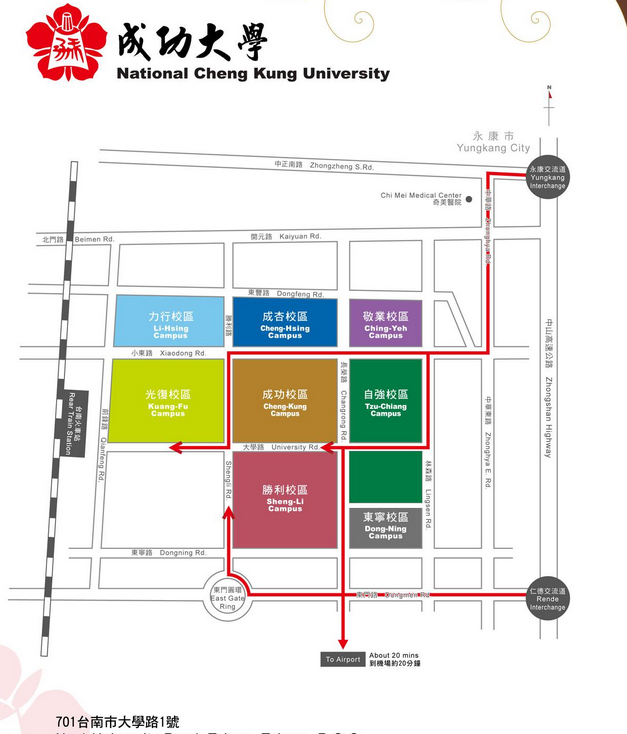 成功大學
National Cheng Kung University
N
永康市
Yungkang City
中正南路 Zhongzheng S.Rd.
永康交流道
Yungkang
Interchange
Chi Mei Medical Center
奇美醫院
中華路
北門路 Beimen Rd.
開元路 Kaiyuan Rd.
東豐路 Dongfeng Rd.
力行校區
Li-Hsing
Campus
勝利路
成杏校區
Cheng-Hsing
Campus
敬業校區
Ching-Yeh
Campus
中山高速公路 Zhongshan Highway
小東路 Xiaodong Rd.
光復校區
Kuang-Fu
Campus
成功校區
Cheng-Kung
Campus
長榮路 Changrong Rd.
自強校區
Tzu-Chiang
Campus
台南火車站
Rear Train Station
前鋒路 Qianfeng Rd.
中華東路 Zhonghya E. Rd.
大學路 University Rd.
Shengli Rd.
勝利校區
Sheng-Li
Campus
林森路 Lingsen Rd.
東寧校區
Dong-Ning
Campus
東寧路 Dongning Rd.
東門圓環
East Gate
Ring
東門路
仁德交流道
Rende
Interchange
To Airport
About 20 mins
到機場約20分鐘
701台南市大學路1號